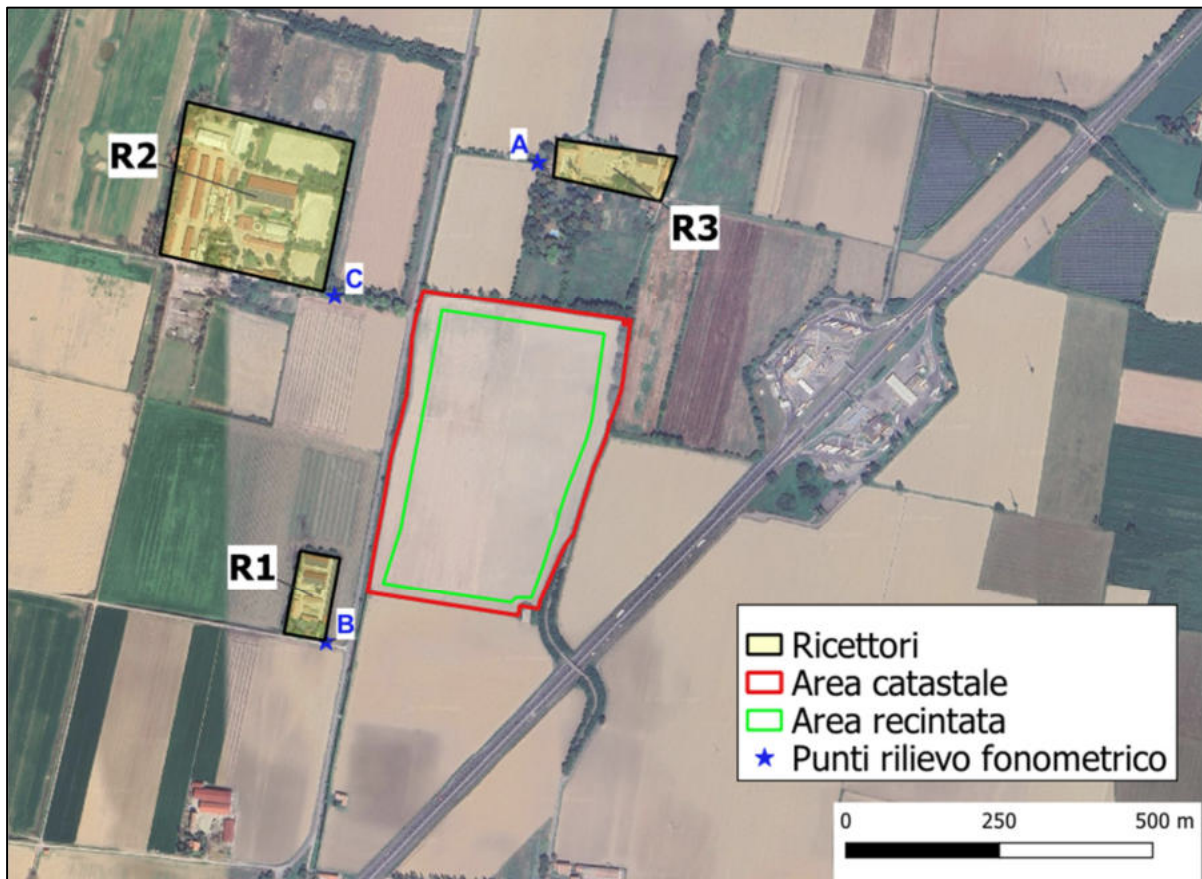 A
R2
R3
C
R1
B
Ricettori
Area catastale
Area recintata
Punti rilievo fonometrico
0 250 500 m